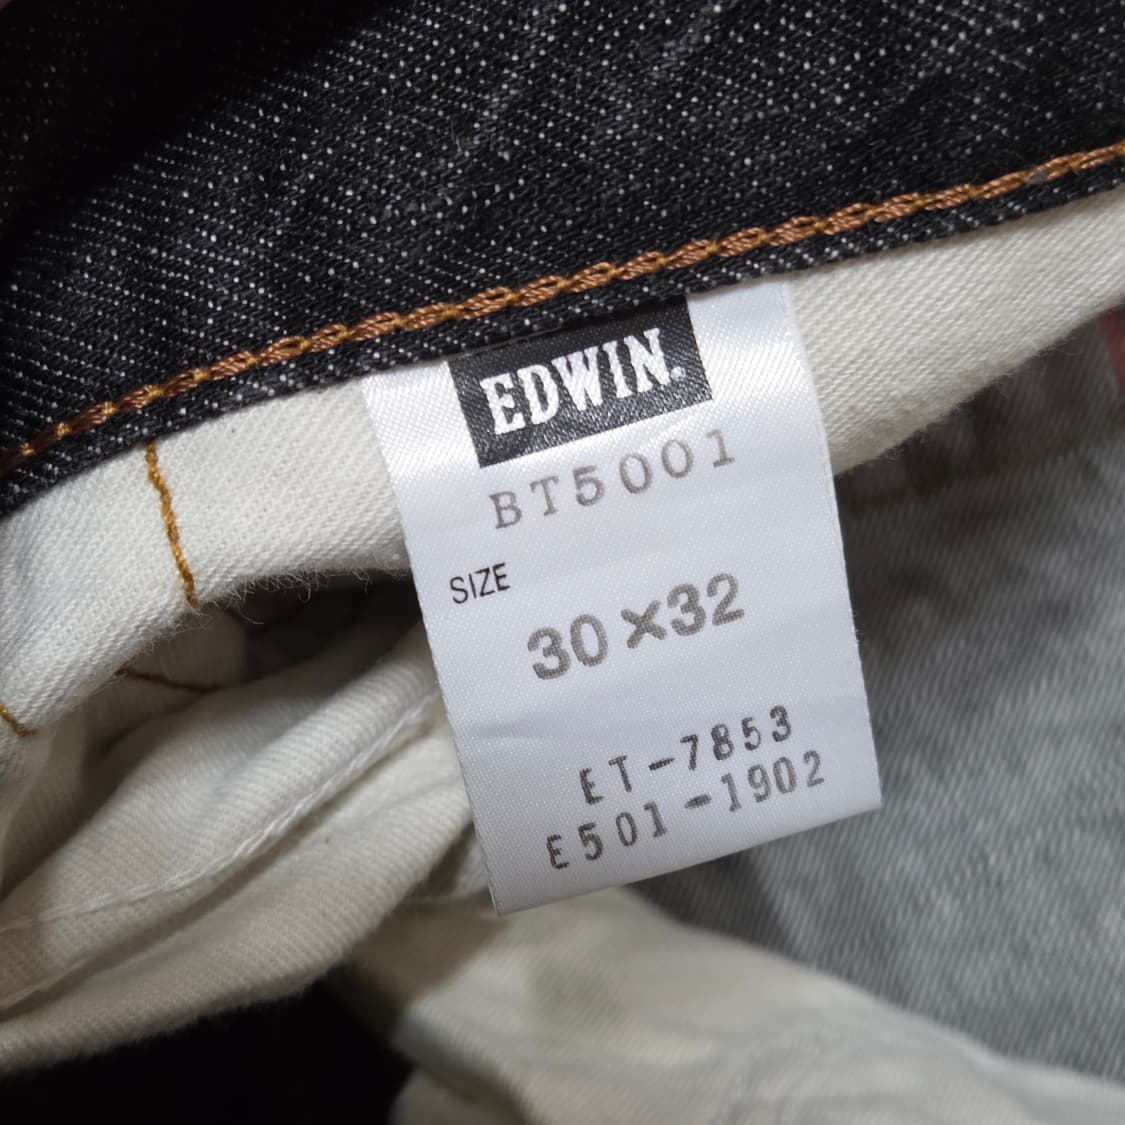 EDWIN.
BT5001
SIZE
30×32
ET-7853
E501-1902